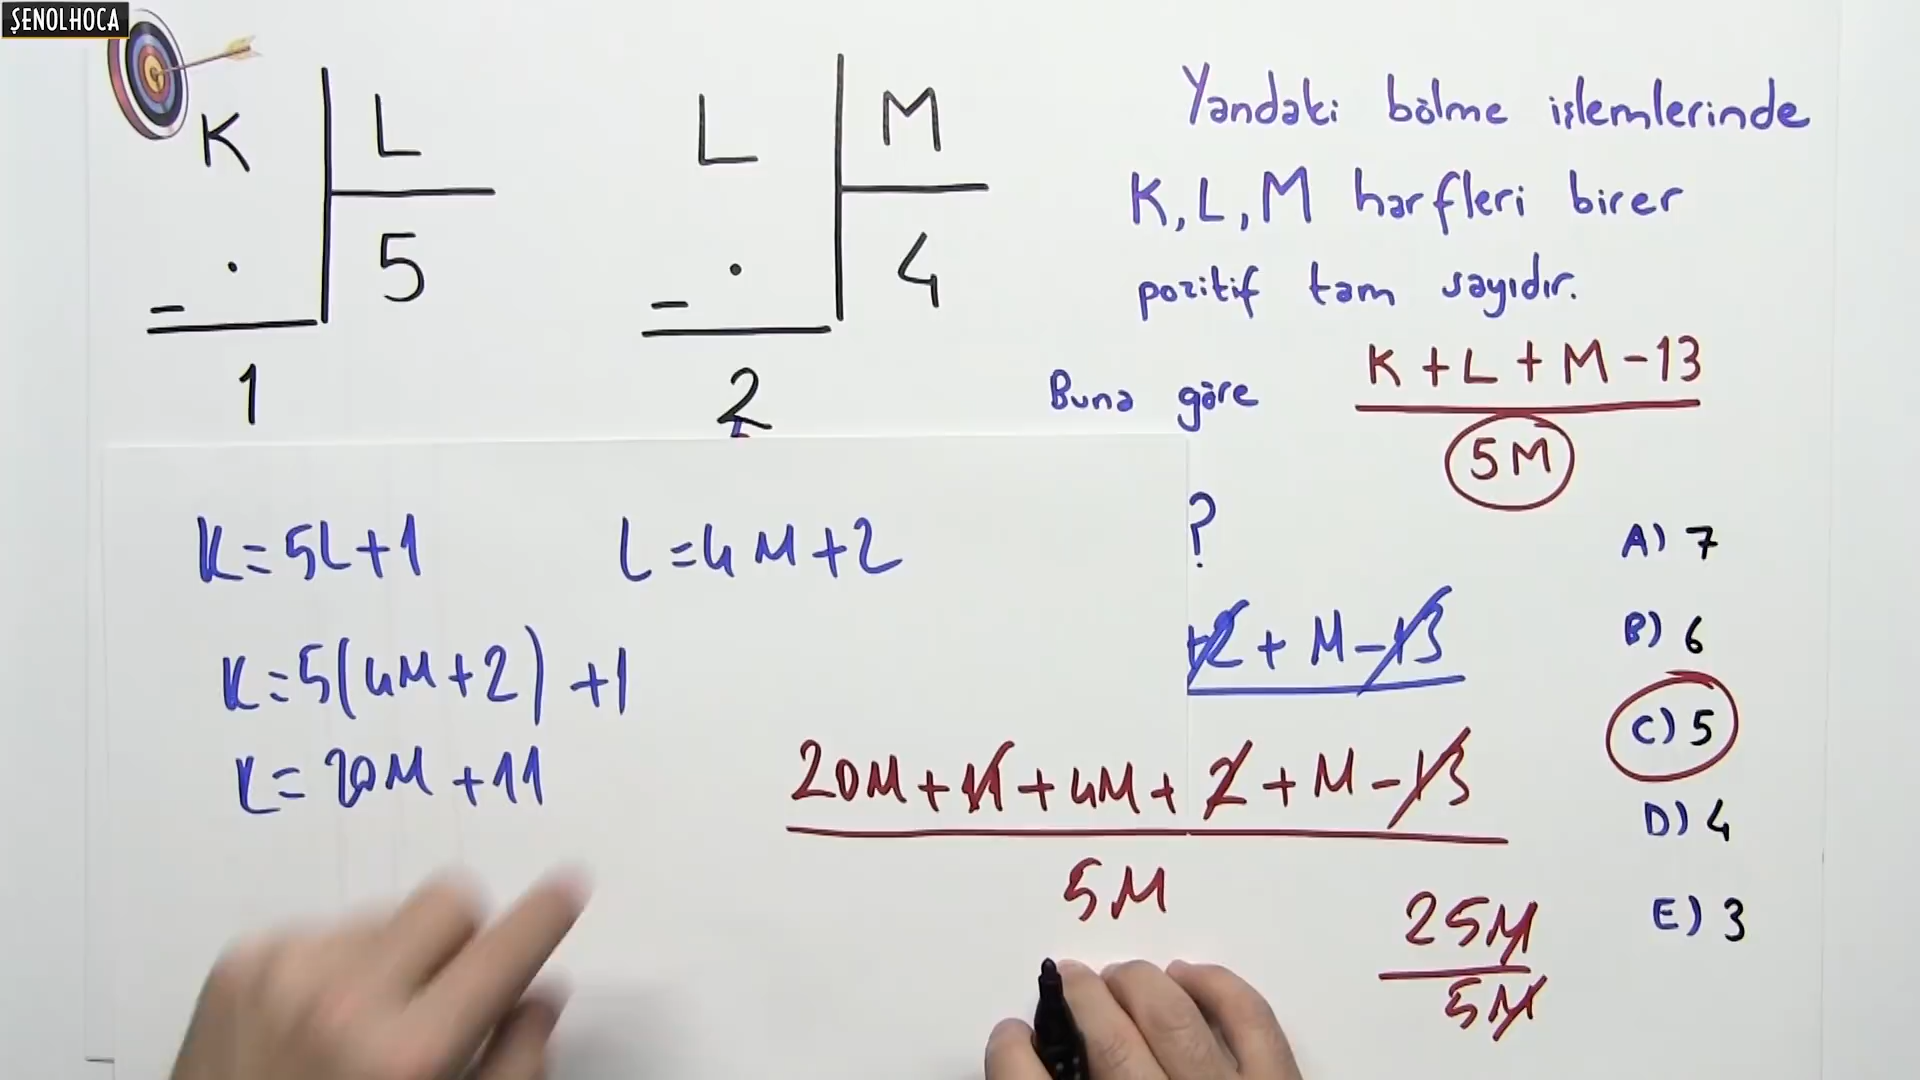 ŞENOLHOCA
K L
5
1
L M
4
2
Yandaki bölme işlemlerinde
K, L, M harfleri birer
pozitif tam sayıdır.
Buna göre
K + L + M - 13
5M
?
K = 5L + 1
L = 4M + 2
K = 5(4M + 2) + 1
K = 20M + 11
+2 + M - 13
20M + 11 + 4M + 2 + M - 13
5M
25M
5M
A) 7
B) 6
C) 5
D) 4
E) 3